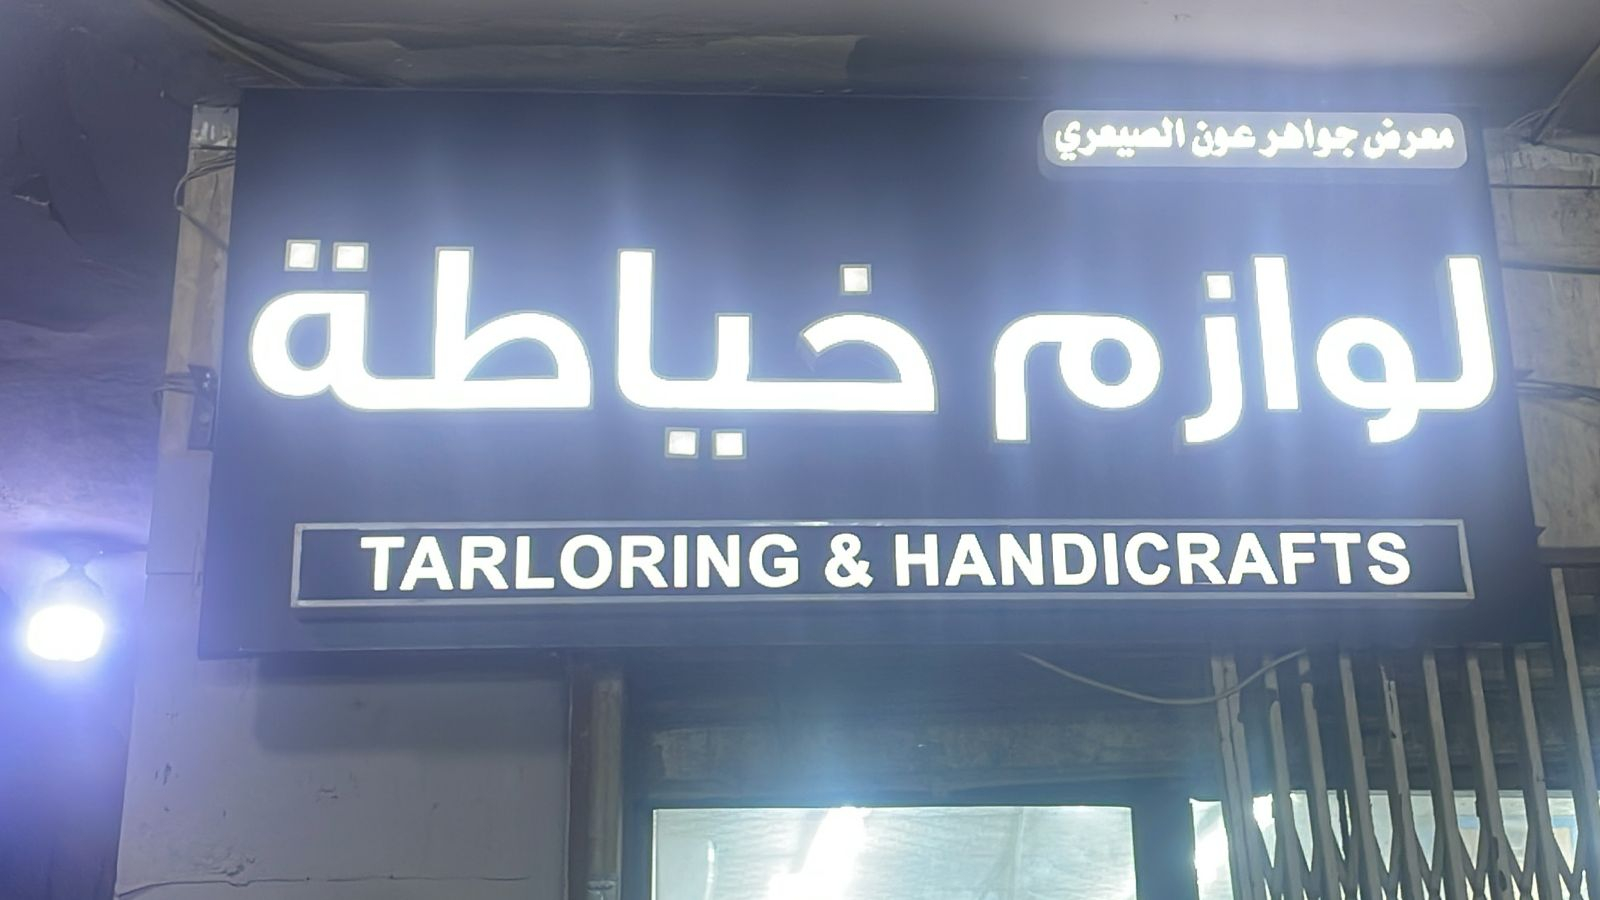 معرض جواهر عون الصيعري
لوازم خياطة
TARLORING & HANDICRAFTS